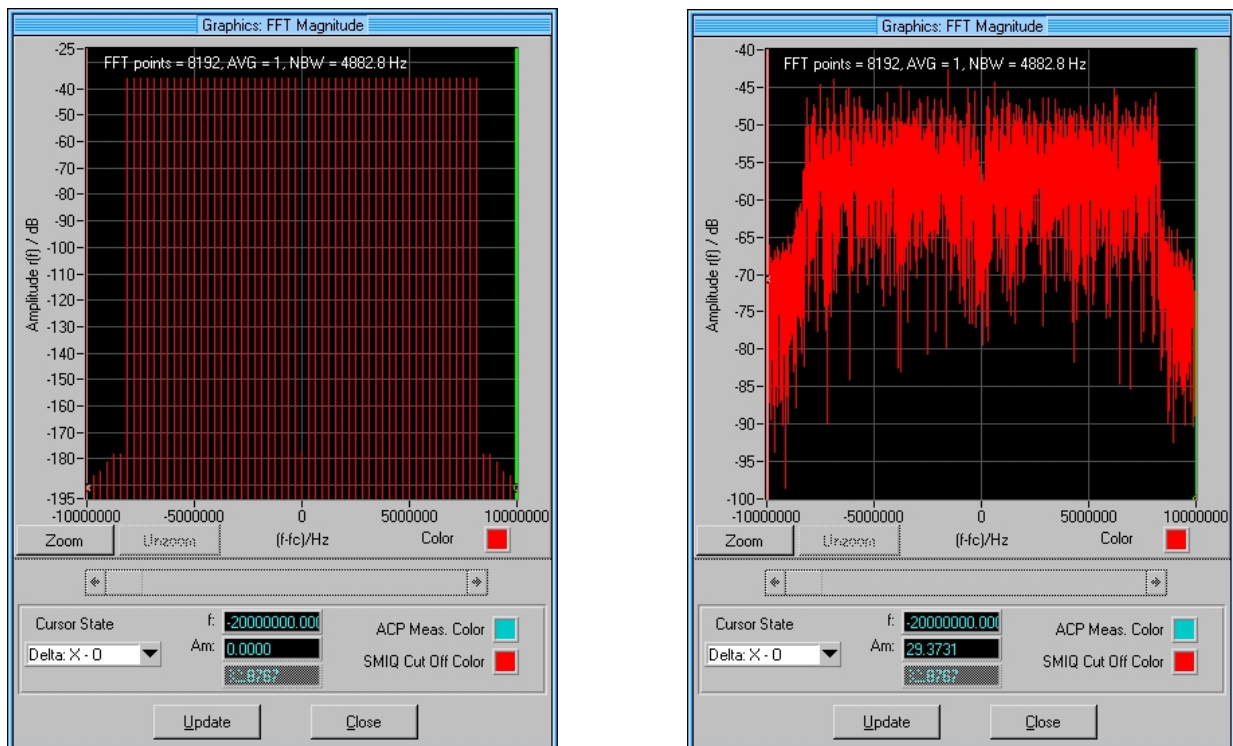 Graphics: FFT Magnitude
FFT points = 8192, AVG = 1, NBW = 4882.8 Hz
Amplitude r(f) / dB
-25
-40
-50
-60
-70
-80
-90
-100
-110
-120
-130
-140
-150
-160
-170
-180
-195
-10000000
-5000000
0
5000000
10000000
Zoom
Unzoom
(f-fc)/Hz
Color
Cursor State
Delta: X - O
f:
-20000000.000
Am:
0.0000
ACP Meas. Color
SMIQ Cut Off Color
Update
Close
Graphics: FFT Magnitude
FFT points = 8192, AVG = 1, NBW = 4882.8 Hz
Amplitude r(f) / dB
-40
-45
-50
-55
-60
-65
-70
-75
-80
-85
-90
-95
-100
-10000000
-5000000
0
5000000
10000000
Zoom
Unzoom
(f-fc)/Hz
Color
Cursor State
Delta: X - O
f:
-20000000.000
Am:
29.3731
ACP Meas. Color
SMIQ Cut Off Color
Update
Close